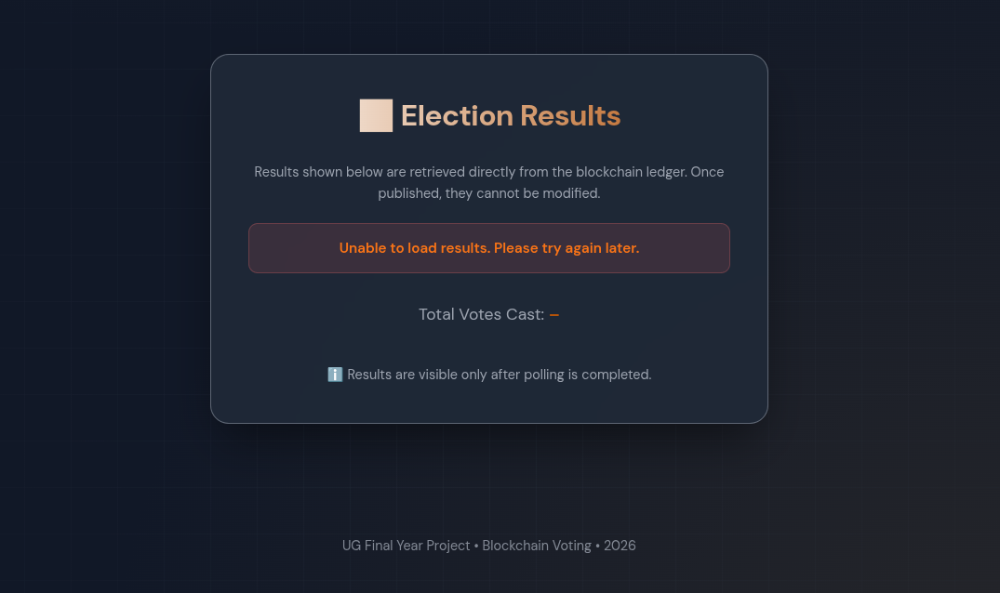 Election Results
Results shown below are retrieved directly from the blockchain ledger. Once
published, they cannot be modified.
Unable to load results. Please try again later.
Total Votes Cast: –
ℹ️ Results are visible only after polling is completed.
UG Final Year Project • Blockchain Voting • 2026